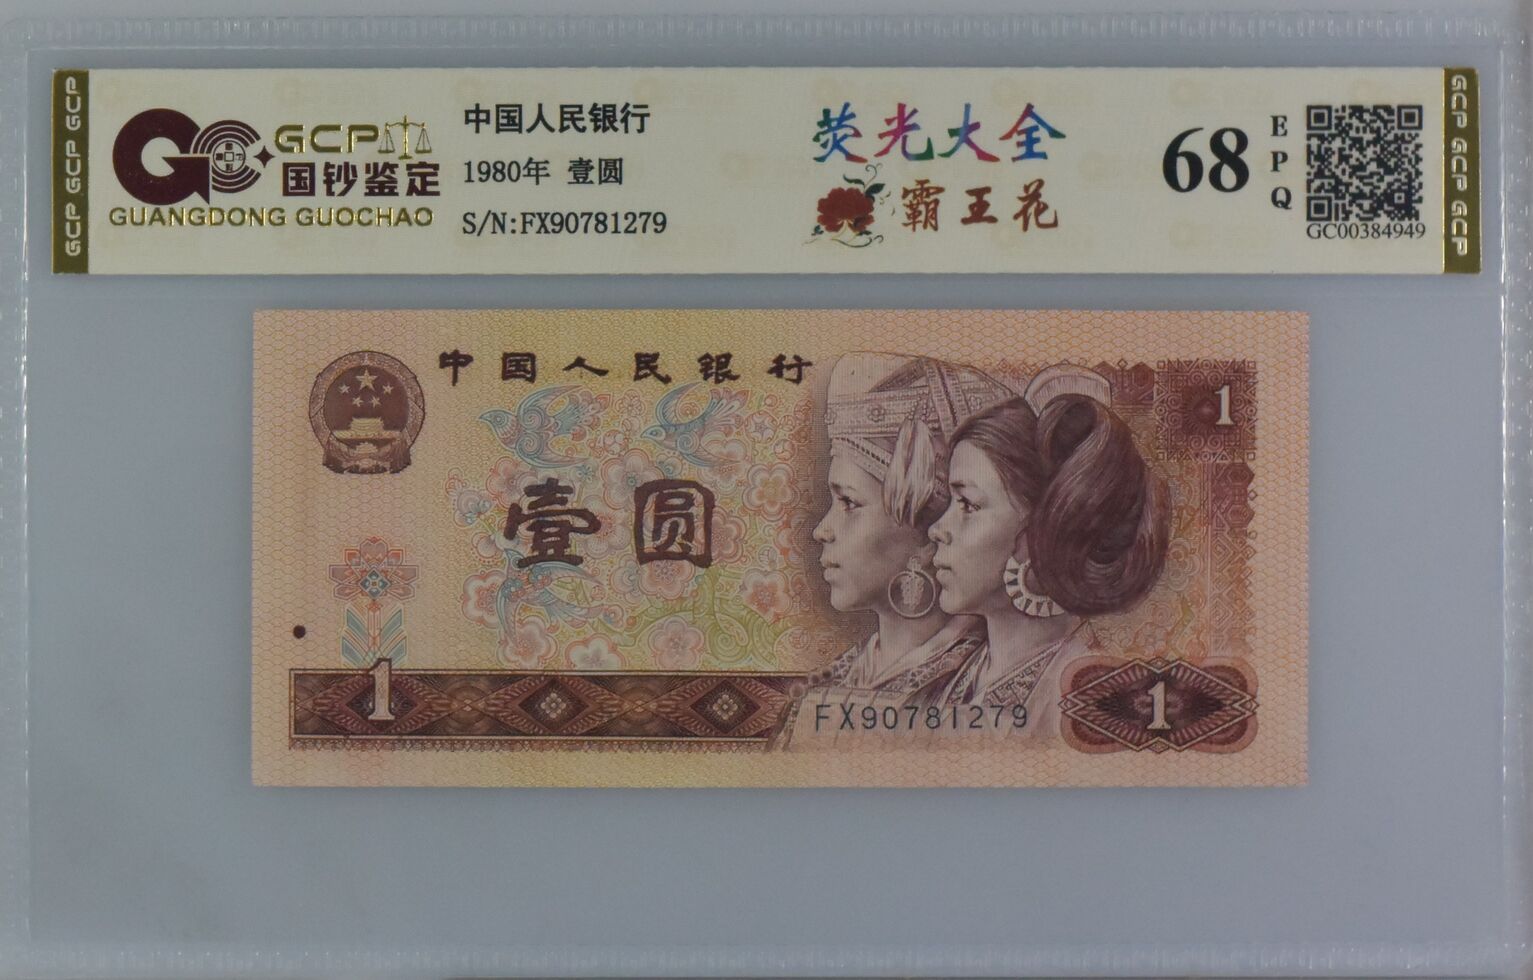 GCP GCP GCP
GCP
国钞鉴定
GUANGDONG GUOCHAO
中国人民银行
1980年 壹圆
S/N:FX90781279
荧光大全
霸王花
68
EPQ
GC00384949
GCP GCP GCP
中国人民银行
1
壹圆
1
FX90781279
1